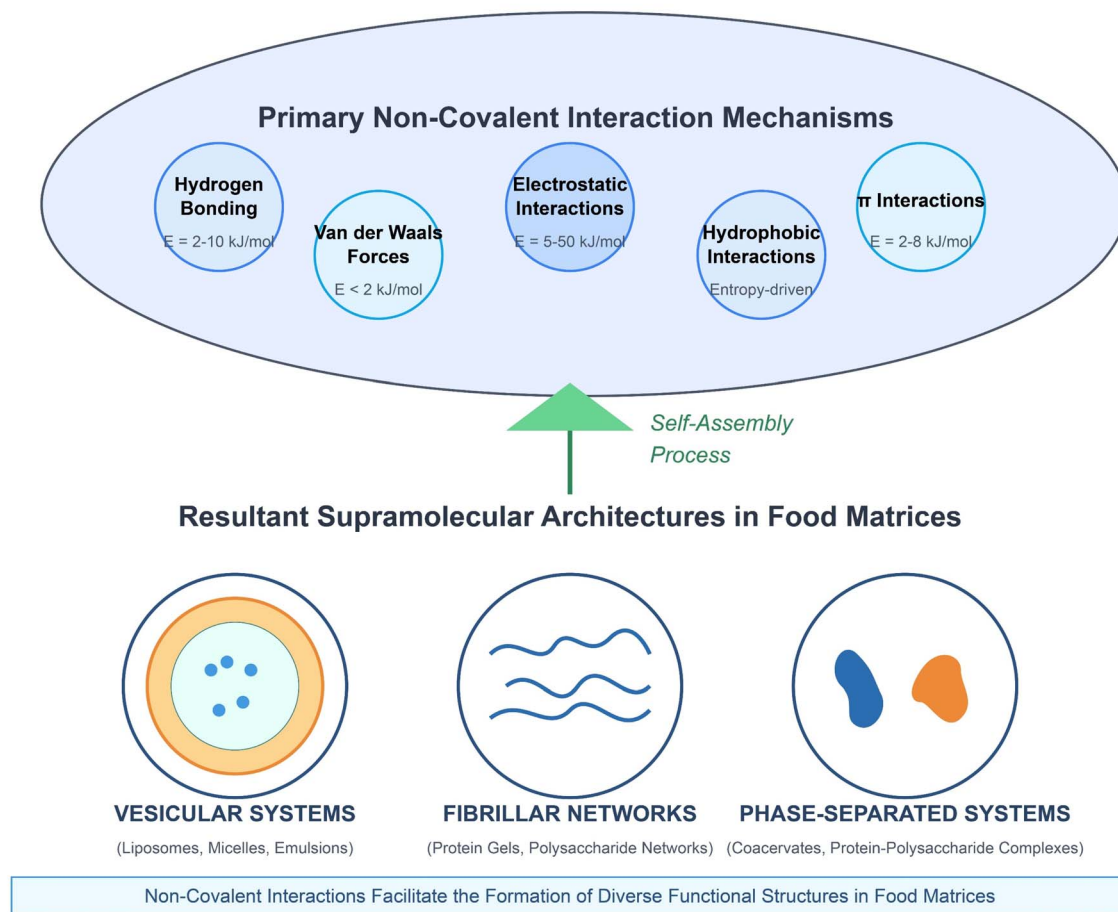 Primary Non-Covalent Interaction Mechanisms
Hydrogen
Bonding
E = 2-10 kJ/mol
Van der Waals
Forces
E < 2 kJ/mol
Electrostatic
Interactions
E = 5-50 kJ/mol
Hydrophobic
Interactions
Entropy-driven
π Interactions
E = 2-8 kJ/mol
Self-Assembly
Process
Resultant Supramolecular Architectures in Food Matrices
VESICULAR SYSTEMS
(Liposomes, Micelles, Emulsions)
FIBRILLAR NETWORKS
(Protein Gels, Polysaccharide Networks)
PHASE-SEPARATED SYSTEMS
(Coacervates, Protein-Polysaccharide Complexes)
Non-Covalent Interactions Facilitate the Formation of Diverse Functional Structures in Food Matrices